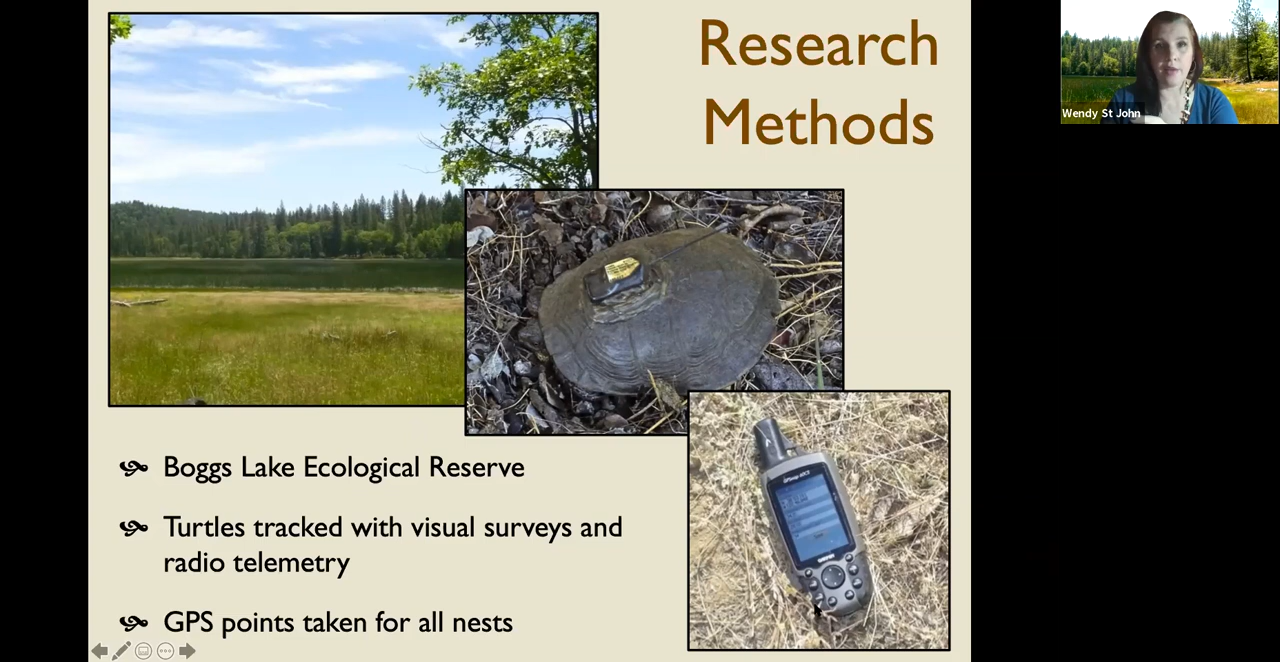 Research
Methods
Wendy St John
Boggs Lake Ecological Reserve
Turtles tracked with visual surveys and
radio telemetry
GPS points taken for all nests
GARMIN